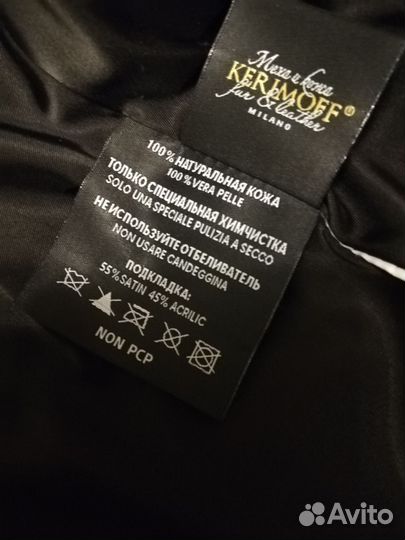 Меха и кожа
KERIMOFF®
fur & leather
MILANO
100% НАТУРАЛЬНАЯ КОЖА
100% VERA PELLE
ТОЛЬКО СПЕЦИАЛЬНАЯ ХИМЧИСТКА
SOLO UNA SPECIALE PULIZIA A SECCO
НЕ ИСПОЛЬЗУЙТЕ ОТБЕЛИВАТЕЛЬ
NON USARE CANDEGGINA
ПОДКЛАДКА:
55% SATIN 45% ACRILIC
NON PCP
Avito